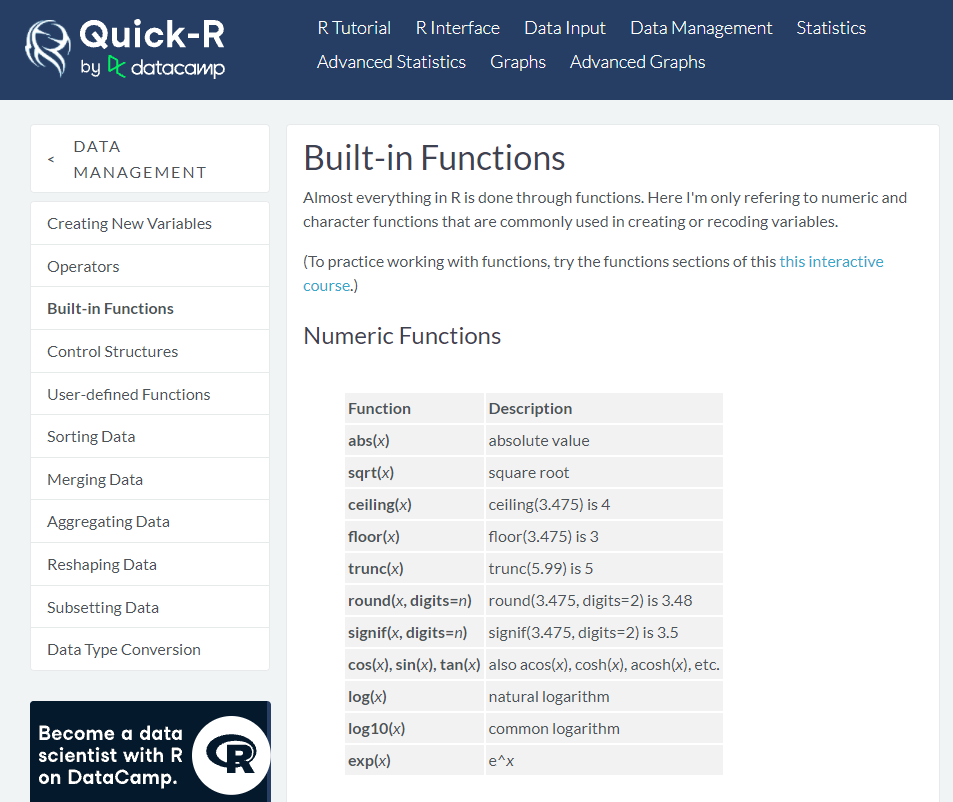 Quick-R
by datacamp
R Tutorial R Interface Data Input Data Management Statistics
Advanced Statistics Graphs Advanced Graphs
< DATA
MANAGEMENT
Creating New Variables
Operators
Built-in Functions
Control Structures
User-defined Functions
Sorting Data
Merging Data
Aggregating Data
Reshaping Data
Subsetting Data
Data Type Conversion
Become a data
scientist with R
on DataCamp.
R
Built-in Functions
Almost everything in R is done through functions. Here I'm only refering to numeric and
character functions that are commonly used in creating or recoding variables.
(To practice working with functions, try the functions sections of this this interactive
course.)
Numeric Functions
Function Description
abs(x) absolute value
sqrt(x) square root
ceiling(x) ceiling(3.475) is 4
floor(x) floor(3.475) is 3
trunc(x) trunc(5.99) is 5
round(x, digits=n) round(3.475, digits=2) is 3.48
signif(x, digits=n) signif(3.475, digits=2) is 3.5
cos(x), sin(x), tan(x) also acos(x), cosh(x), acosh(x), etc.
log(x) natural logarithm
log10(x) common logarithm
exp(x) e^x